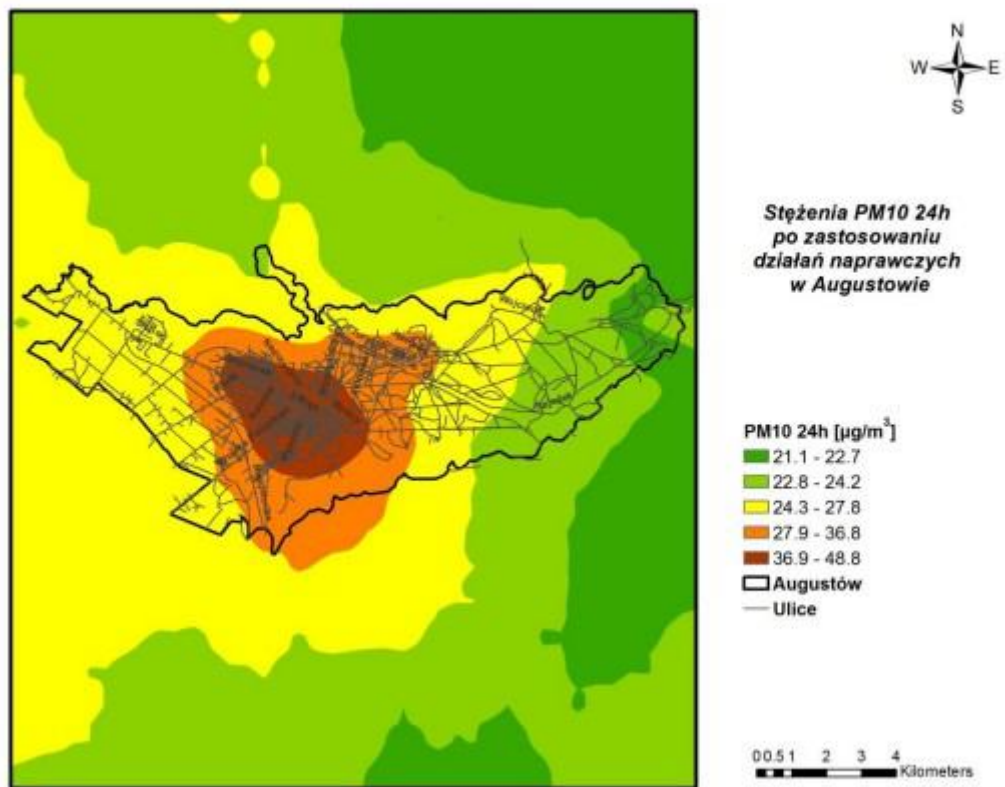 N
W E
S
Stężenia PM10 24h
po zastosowaniu
działań naprawczych
w Augustowie
PM10 24h [µg/m³]
21.1 - 22.7
22.8 - 24.2
24.3 - 27.8
27.9 - 36.8
36.9 - 48.8
Augustów
Ulice
0 0.5 1 2 3 4
Kilometers